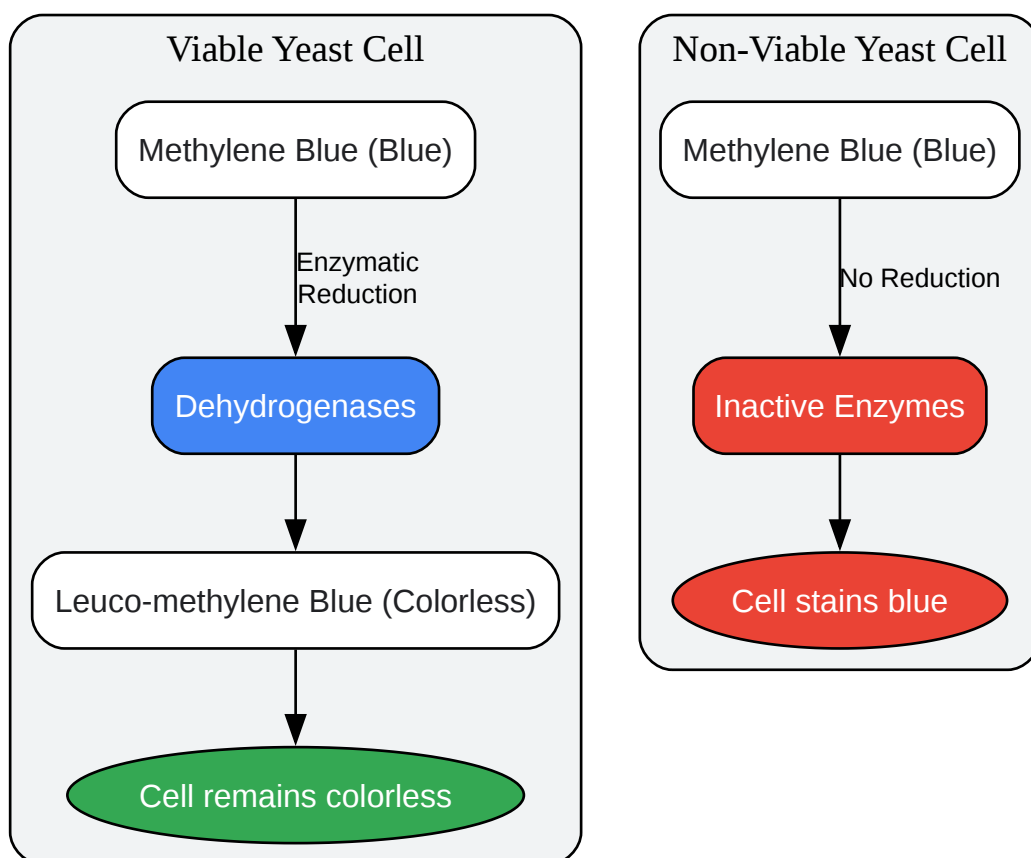 Viable Yeast Cell
Methylene Blue (Blue)
Enzymatic
Reduction
Dehydrogenases
Leuco-methylene Blue (Colorless)
Cell remains colorless
Non-Viable Yeast Cell
Methylene Blue (Blue)
No Reduction
Inactive Enzymes
Cell stains blue